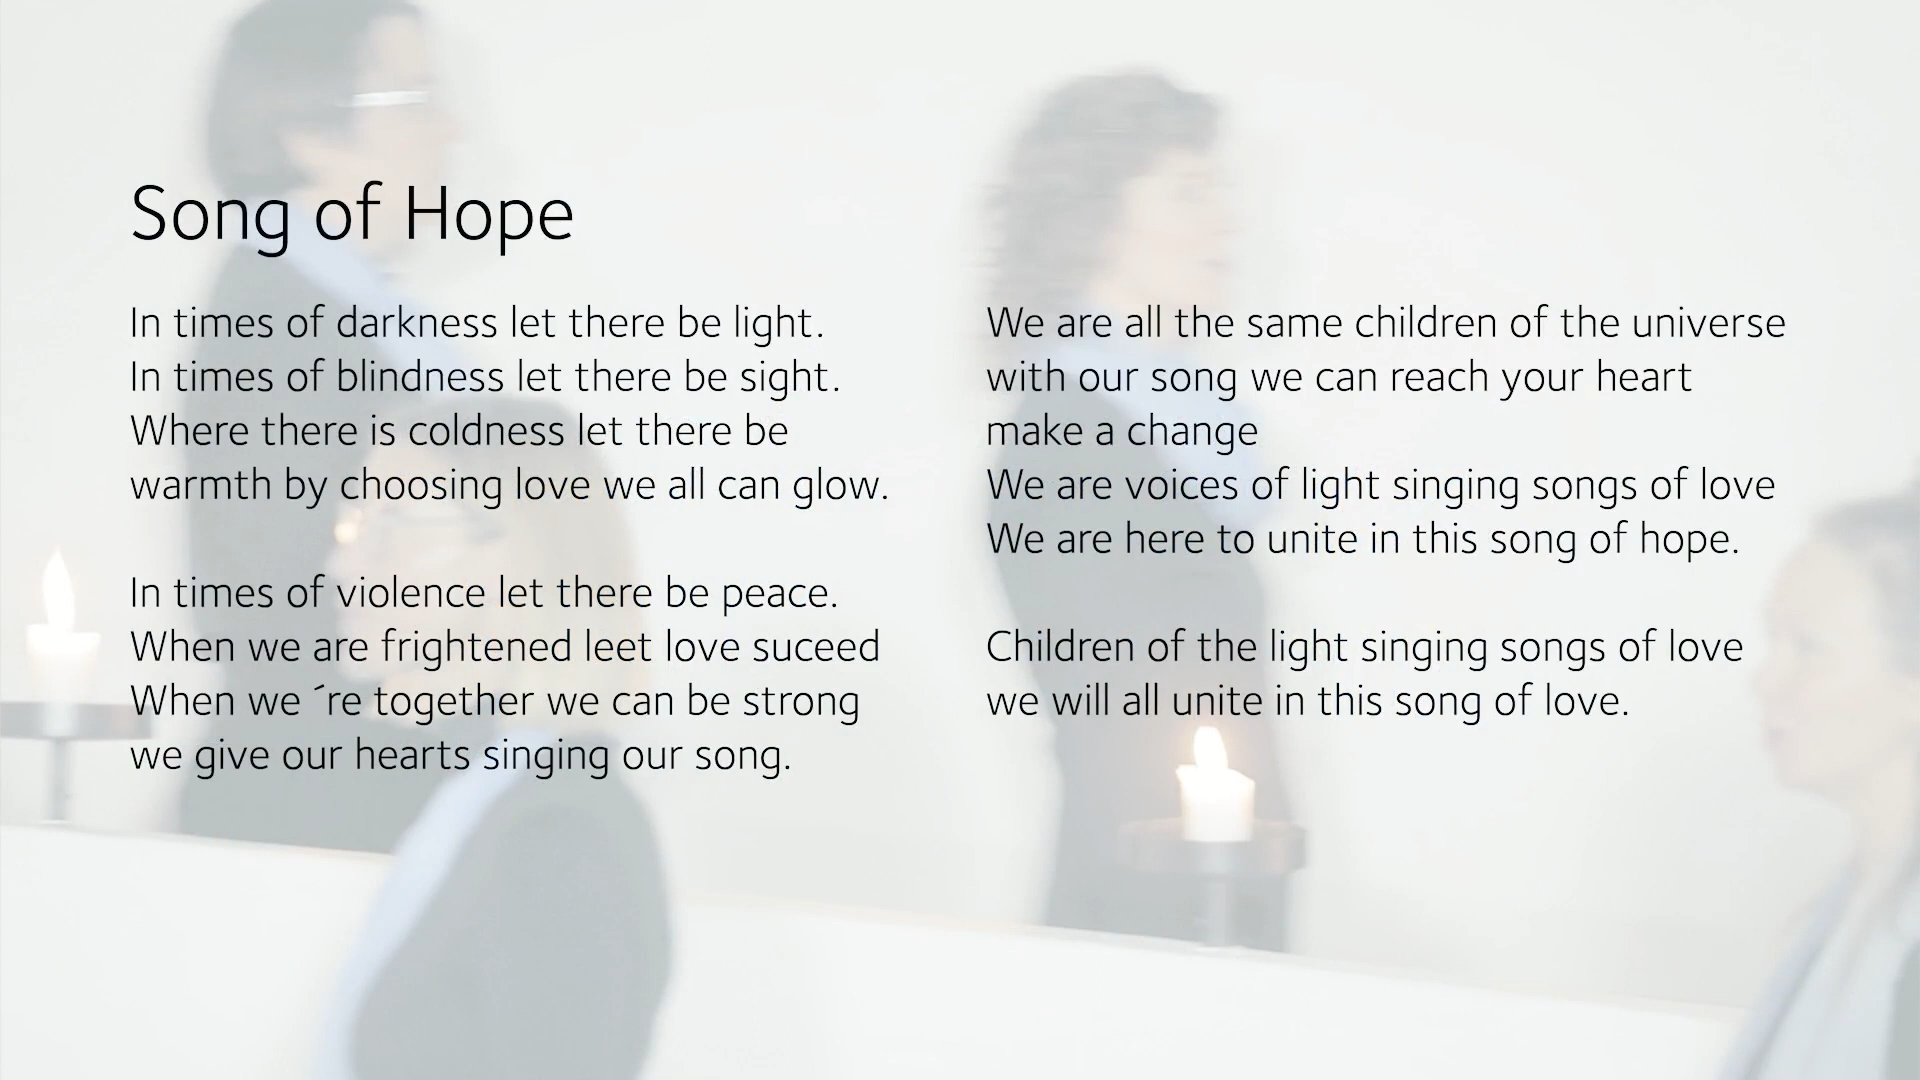 Song of Hope
In times of darkness let there be light.
In times of blindness let there be sight.
Where there is coldness let there be
warmth by choosing love we all can glow.
In times of violence let there be peace.
When we are frightened leet love suceed
When we ´re together we can be strong
we give our hearts singing our song.
We are all the same children of the universe
with our song we can reach your heart
make a change
We are voices of light singing songs of love
We are here to unite in this song of hope.
Children of the light singing songs of love
we will all unite in this song of love.